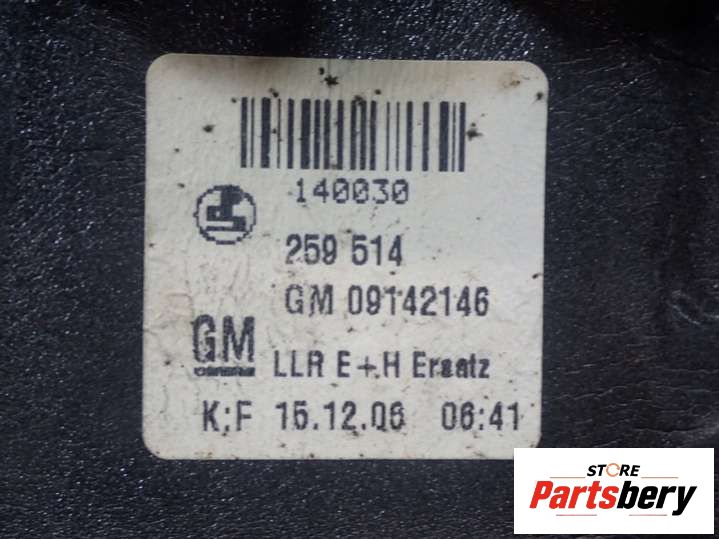 140030
259 514
GM 09142146
GM
LLR E+H Ersatz
K;F 15.12.06 06:41
STORE
Partsbery